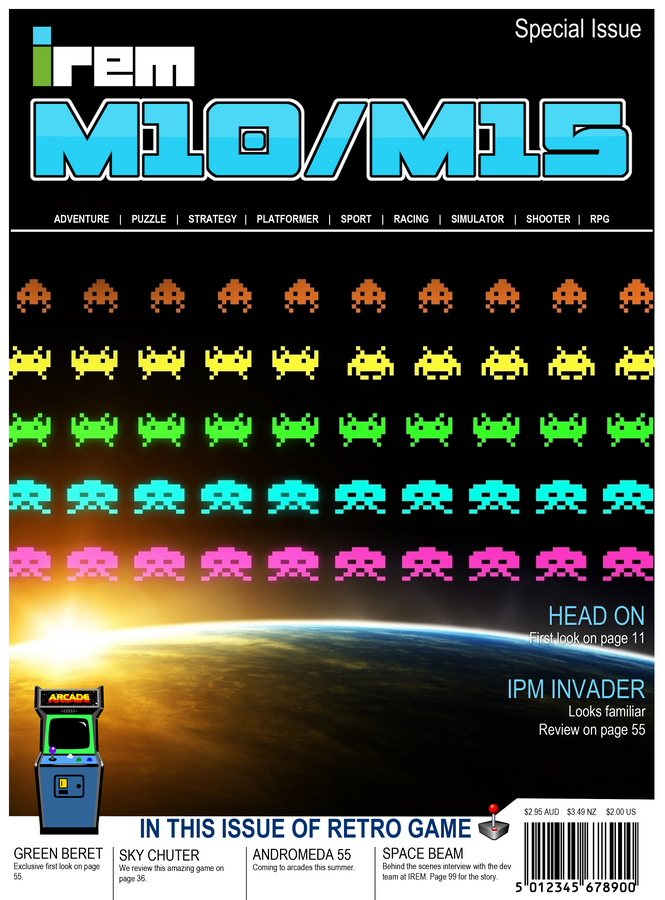 Special Issue
irem
M10/M15
ADVENTURE | PUZZLE | STRATEGY | PLATFORMER | SPORT | RACING | SIMULATOR | SHOOTER | RPG
HEAD ON
First look on page 11
IPM INVADER
Looks familiar
Review on page 55
ARCADE
IN THIS ISSUE OF RETRO GAME
$2.95 AUD $3.49 NZ $2.00 US
GREEN BERET
Exclusive first look on page
55.
SKY CHUTER
We review this amazing game on
page 36.
ANDROMEDA 55
Coming to arcades this summer.
SPACE BEAM
Behind the scenes interview with the dev
team at IREM. Page 99 for the story.
5 012345 678900